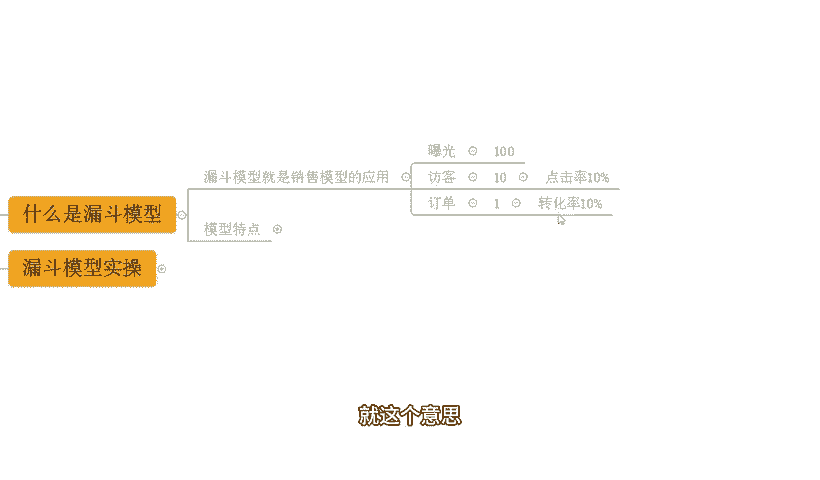 曝光 100
漏斗模型就是销售模型的应用 访客 10 点击率10%
什么是漏斗模型 订单 1 转化率10%
模型特点
漏斗模型实操
就这个意思